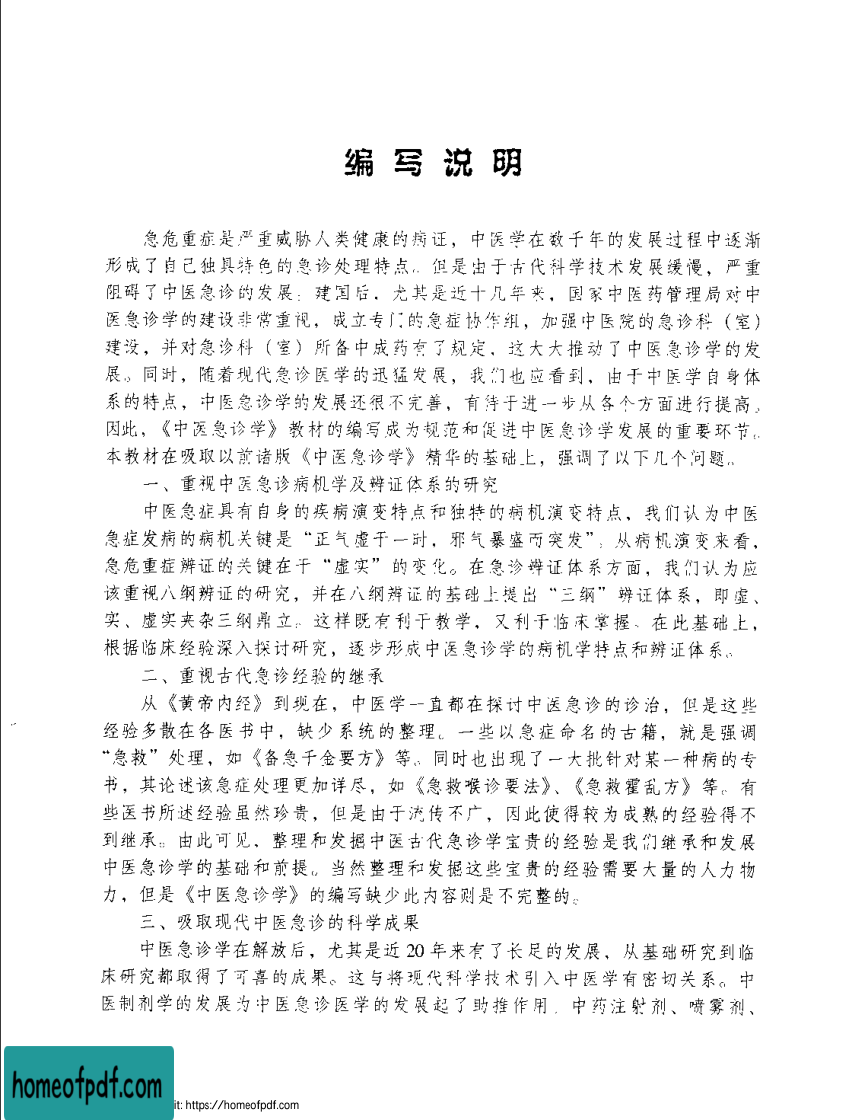 编写说明
急危重症是严重威胁人类健康的病证，中医学在数千年的发展过程中逐渐
形成了自己独具特色的急诊处理特点。但是由于古代科学技术发展缓慢，严重
阻碍了中医急诊的发展；建国后，尤其是近十几年来，国家中医药管理局对中
医急诊学的建设非常重视，成立专门的急症协作组，加强中医院的急诊科（室）
建设，并对急诊科（室）所备中成药有了规定，这大大推动了中医急诊学的发
展。同时，随着现代急诊医学的迅猛发展，我们也应看到，由于中医学自身体
系的特点，中医急诊学的发展还很不完善，有待于进一步从各个方面进行提高。
因此，《中医急诊学》教材的编写成为规范和促进中医急诊学发展的重要环节。
本教材在吸取以前诸版《中医急诊学》精华的基础上，强调了以下几个问题。
一、重视中医急诊病机学及辨证体系的研究
中医急症具有自身的疾病演变特点和独特的病机演变特点，我们认为中医
急症发病的病机关键是“正气虚于一时，邪气暴盛而突发”，从病机演变来看，
急危重症辨证的关键在于“虚实”的变化。在急诊辨证体系方面，我们认为应
该重视八纲辨证的研究，并在八纲辨证的基础上提出“三纲”辨证体系，即虚、
实、虚实夹杂三纲鼎立。这样既有利于教学，又利于临床掌握。在此基础上，
根据临床经验深入探讨研究，逐步形成中医急诊学的病机学特点和辨证体系。
二、重视古代急诊经验的继承
从《黄帝内经》到现在，中医学一直都在探讨中医急诊的诊治，但是这些
经验多散在各医书中，缺少系统的整理。一些以急症命名的古籍，就是强调
“急救”处理，如《备急千金要方》等。同时也出现了一大批针对某一种病的专
书，其论述该急症处理更加详尽，如《急救喉诊要法》、《急救霍乱方》等。有
些医书所述经验虽然珍贵，但是由于流传不广，因此使得较为成熟的经验得不
到继承。由此可见，整理和发掘中医古代急诊学宝贵的经验是我们继承和发展
中医急诊学的基础和前提。当然整理和发掘这些宝贵的经验需要大量的人力物
力，但是《中医急诊学》的编写缺少此内容则是不完整的。
三、吸取现代中医急诊的科学成果
中医急诊学在解放后，尤其是近 20 年来有了长足的发展，从基础研究到临
床研究都取得了可喜的成果。这与将现代科学技术引入中医学有密切关系。中
医制剂学的发展为中医急诊医学的发展起了助推作用，中药注射剂、喷雾剂、
homeofpdf.com
it: https://homeofpdf.com